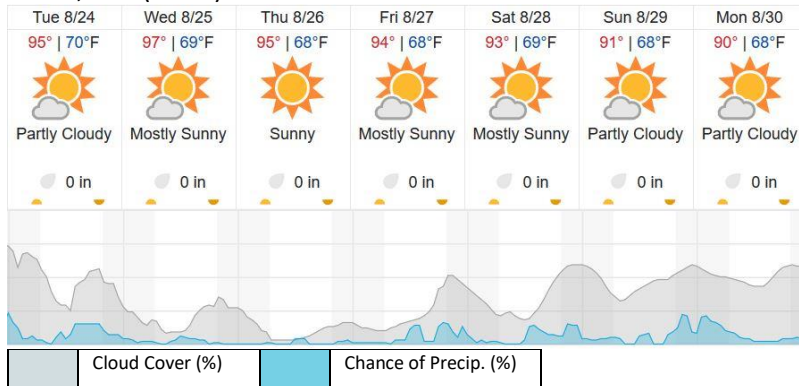 Tue 8/24 Wed 8/25 Thu 8/26 Fri 8/27 Sat 8/28 Sun 8/29 Mon 8/30
95° | 70°F 97° | 69°F 95° | 68°F 94° | 68°F 93° | 69°F 91° | 68°F 90° | 68°F
Partly Cloudy Mostly Sunny Sunny Mostly Sunny Mostly Sunny Partly Cloudy Partly Cloudy
0 in 0 in 0 in 0 in 0 in 0 in 0 in
Cloud Cover (%) Chance of Precip. (%)